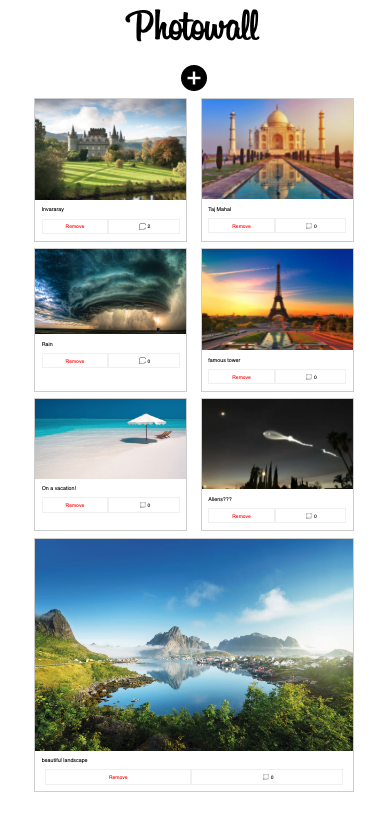 Photowall
Invararay
Remove 2
Taj Mahal
Remove 0
Rain
Remove 0
famous tower
Remove 0
On a vacation!
Remove 0
Aliens???
Remove 0
beautiful landscape
Remove 0